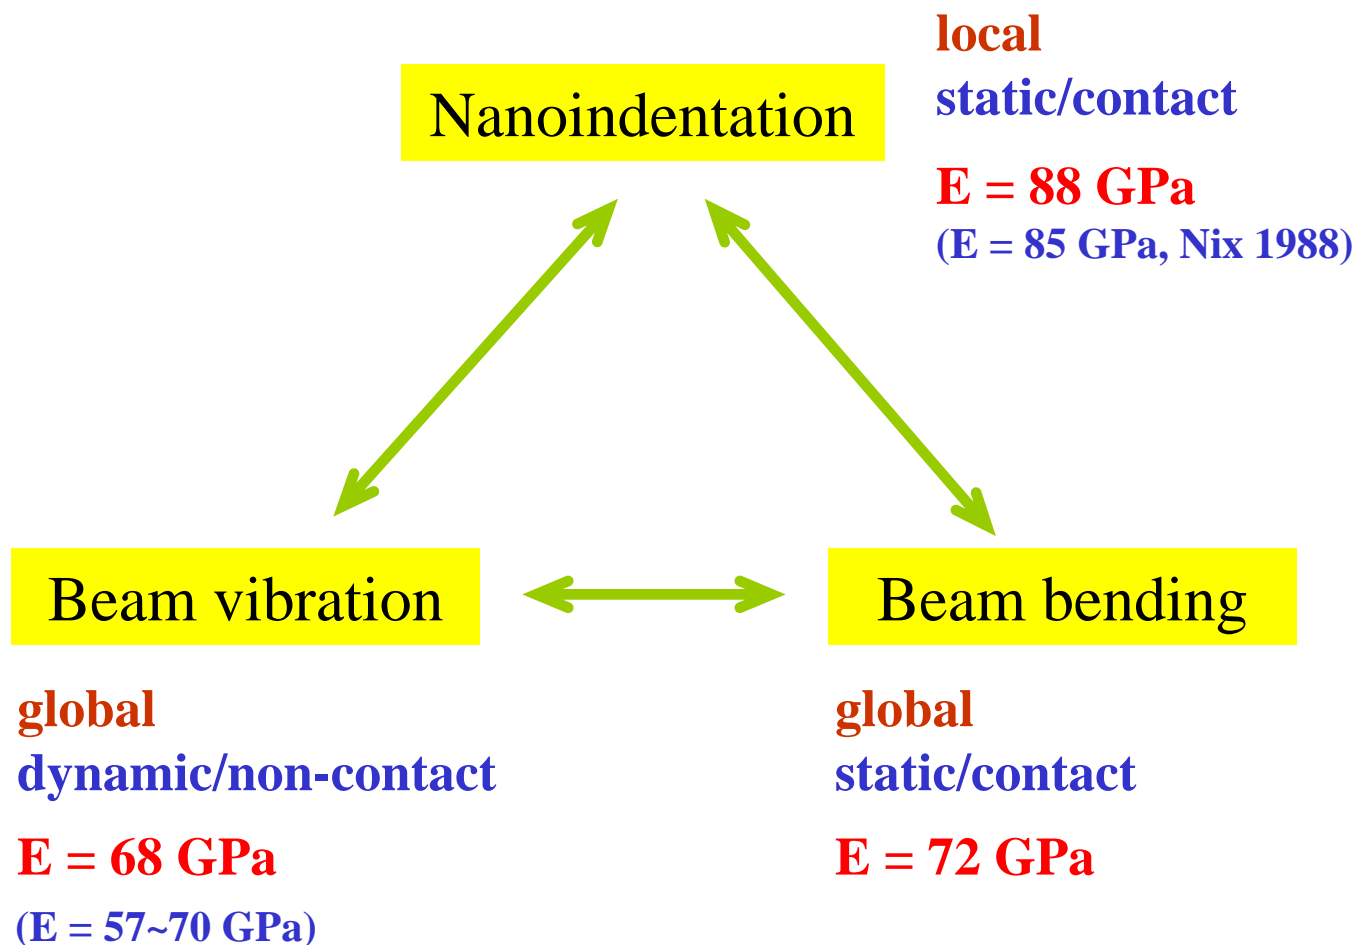 Nanoindentation
local
static/contact
E = 88 GPa
(E = 85 GPa, Nix 1988)
Beam vibration
global
dynamic/non-contact
E = 68 GPa
(E = 57~70 GPa)
Beam bending
global
static/contact
E = 72 GPa